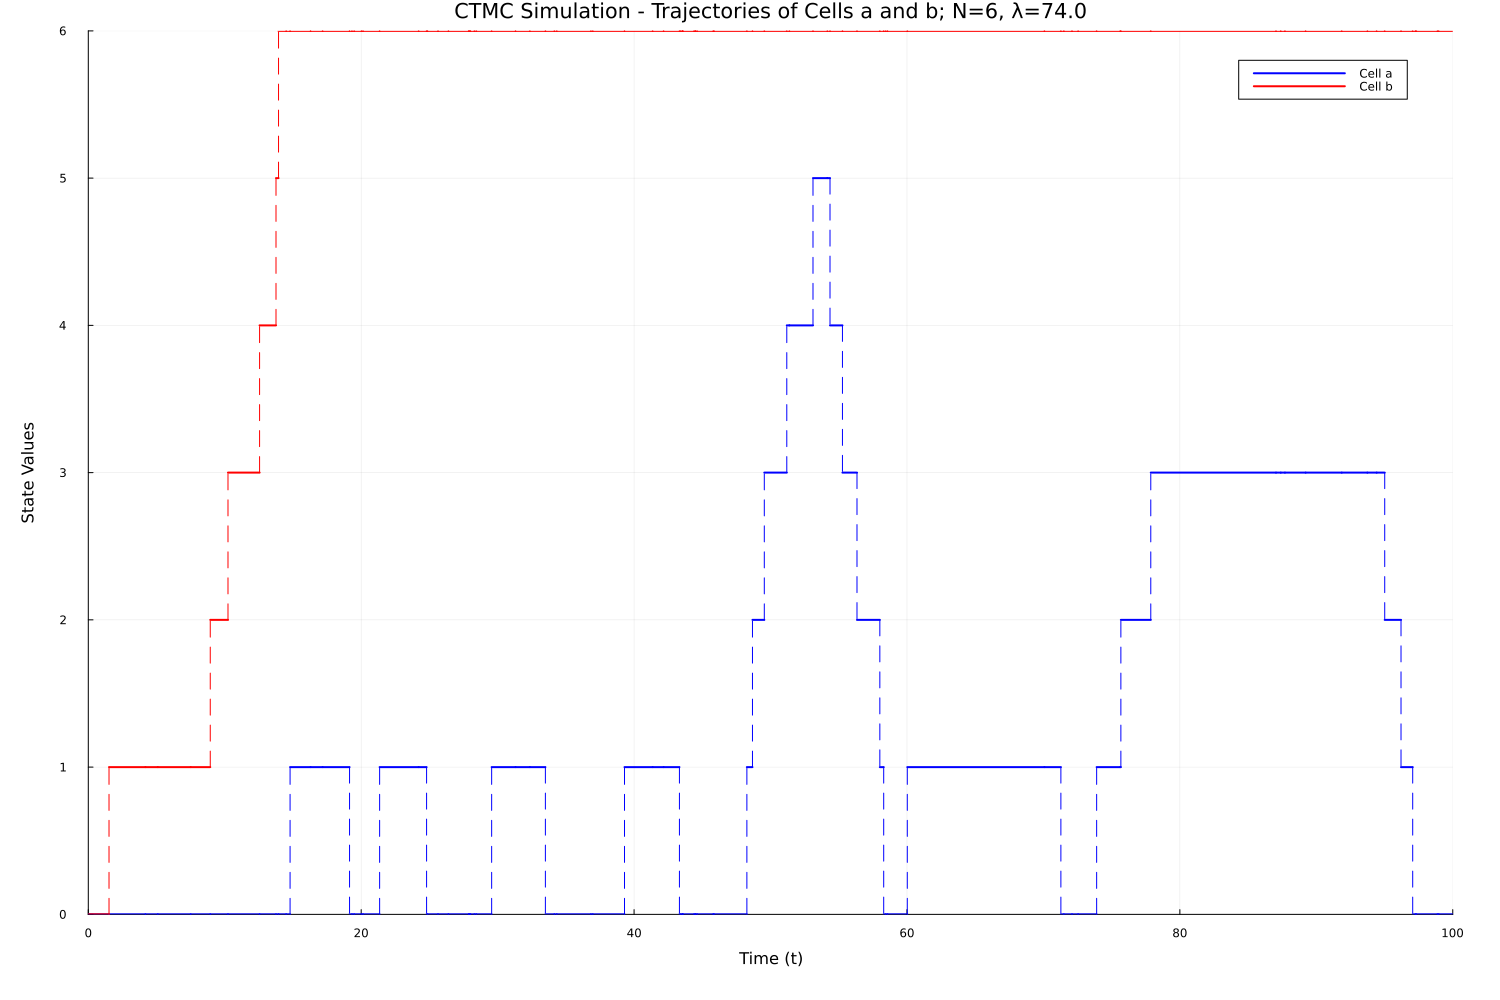 CTMC Simulation - Trajectories of Cells a and b; N=6, λ=74.0
6
Cell a
Cell b
5
4
3
State Values
2
1
0
0 20 40 60 80 100
Time (t)